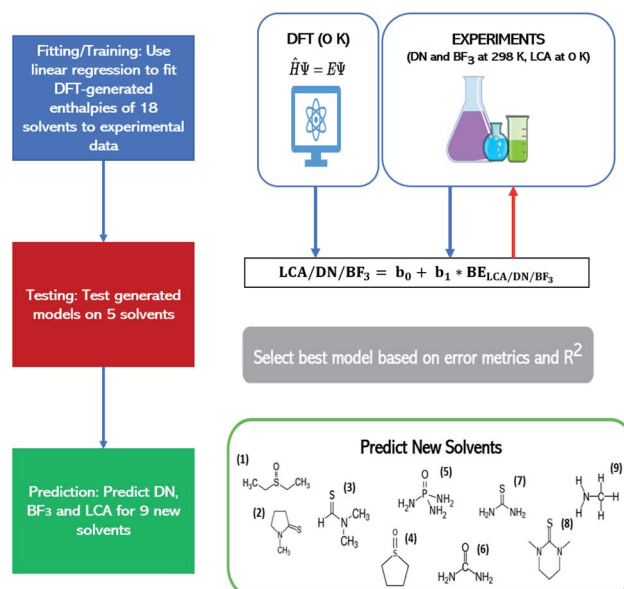 Fitting/Training: Use
linear regression to fit
DFT-generated
enthalpies of 18
solvents to experimental
data
Testing: Test generated
models on 5 solvents
Prediction: Predict DN,
BF₃ and LCA for 9 new
solvents
DFT (0 K)
ĤΨ = EΨ
EXPERIMENTS
(DN and BF₃ at 298 K, LCA at 0 K)
LCA/DN/BF₃ = b₀ + b₁ * BE_LCA/DN/BF₃
Select best model based on error metrics and R²
Predict New Solvents
(1)
O
S
H₃C CH₃
(2)
N
S
CH₃
(3)
S
H N CH₃
CH₃
(4)
O
S
(5)
O
P
H₂N NH₂
NH₂
(6)
O
C
H₂N NH₂
(7)
S
H₂N NH₂
(8)
S
N N
(9)
H H
N C H
H H